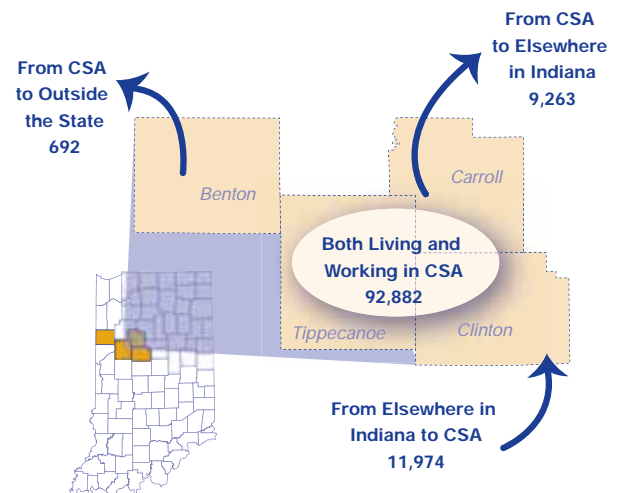 From CSA
to Outside
the State
692
From CSA
to Elsewhere
in Indiana
9,263
Benton
Carroll
Both Living and
Working in CSA
92,882
Tippecanoe
Clinton
From Elsewhere in
Indiana to CSA
11,974